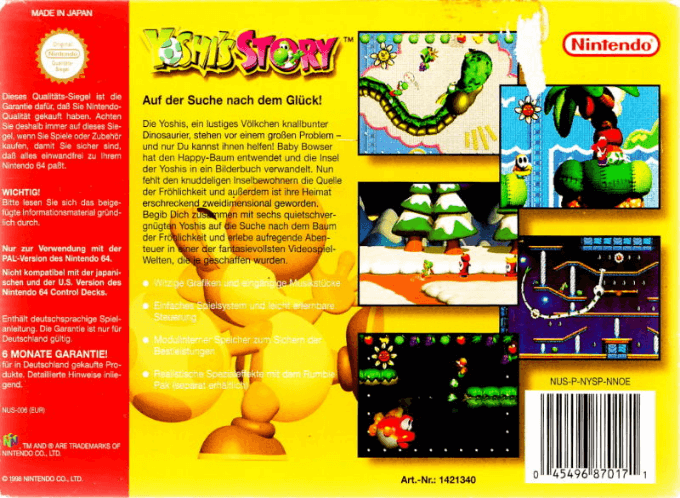 MADE IN JAPAN
Original
Nintendo
Qualitäts-
Siegel
Dieses Qualitäts-Siegel ist die
Garantie dafür, daß Sie Nintendo-
Qualität gekauft haben. Achten
Sie deshalb immer auf dieses Sie-
gel, wenn Sie Spiele oder Zubehör
kaufen, damit Sie sicher sind,
daß alles einwandfrei zu Ihrem
Nintendo 64 paßt.
WICHTIG!
Bitte lesen Sie sich das beige-
fügte Informationsmaterial gründ-
lich durch.
Nur zur Verwendung mit der
PAL-Version des Nintendo 64.
Nicht kompatibel mit der japani-
schen und der U.S. Version des
Nintendo 64 Control Decks.
Enthält deutschsprachige Spiel-
anleitung. Die Garantie ist nur für
Deutschland gültig.
6 MONATE GARANTIE!
für in Deutschland gekaufte Pro-
dukte. Detaillierte Hinweise inlie-
gend.
NUS-006 (EUR)
TM AND ® ARE TRADEMARKS OF
NINTENDO CO., LTD.
© 1998 NINTENDO CO., LTD.
YOSHI'S STORY™
Auf der Suche nach dem Glück!
Die Yoshis, ein lustiges Völkchen knallbunter
Dinosaurier, stehen vor einem großen Problem –
und nur Du kannst ihnen helfen! Baby Bowser
hat den Happy-Baum entwendet und die Insel
der Yoshis in ein Bilderbuch verwandelt. Nun
fehlt den knuddeligen Inselbewohnern die Quelle
der Fröhlichkeit und außerdem ist ihre Heimat
erschreckend zweidimensional geworden.
Begib Dich zusammen mit sechs quietschver-
gnügten Yoshis auf die Suche nach dem Baum
der Fröhlichkeit und erlebe aufregende Aben-
teuer in einer der fantasievollsten Videospiel-
Welten, die je geschaffen wurden.
● Witzige Grafiken und eingängige Musikstücke
● Einfaches Spielsystem und leicht erlernbare
Steuerung
● Modulinterner Speicher zum Sichern der
Bestleistungen
● Realistische Spezialeffekte mit dem Rumble
Pak (separat erhältlich)
Nintendo®
NUS-P-NYSP-NNOE
0 45496 87017 1
Art.-Nr.: 1421340